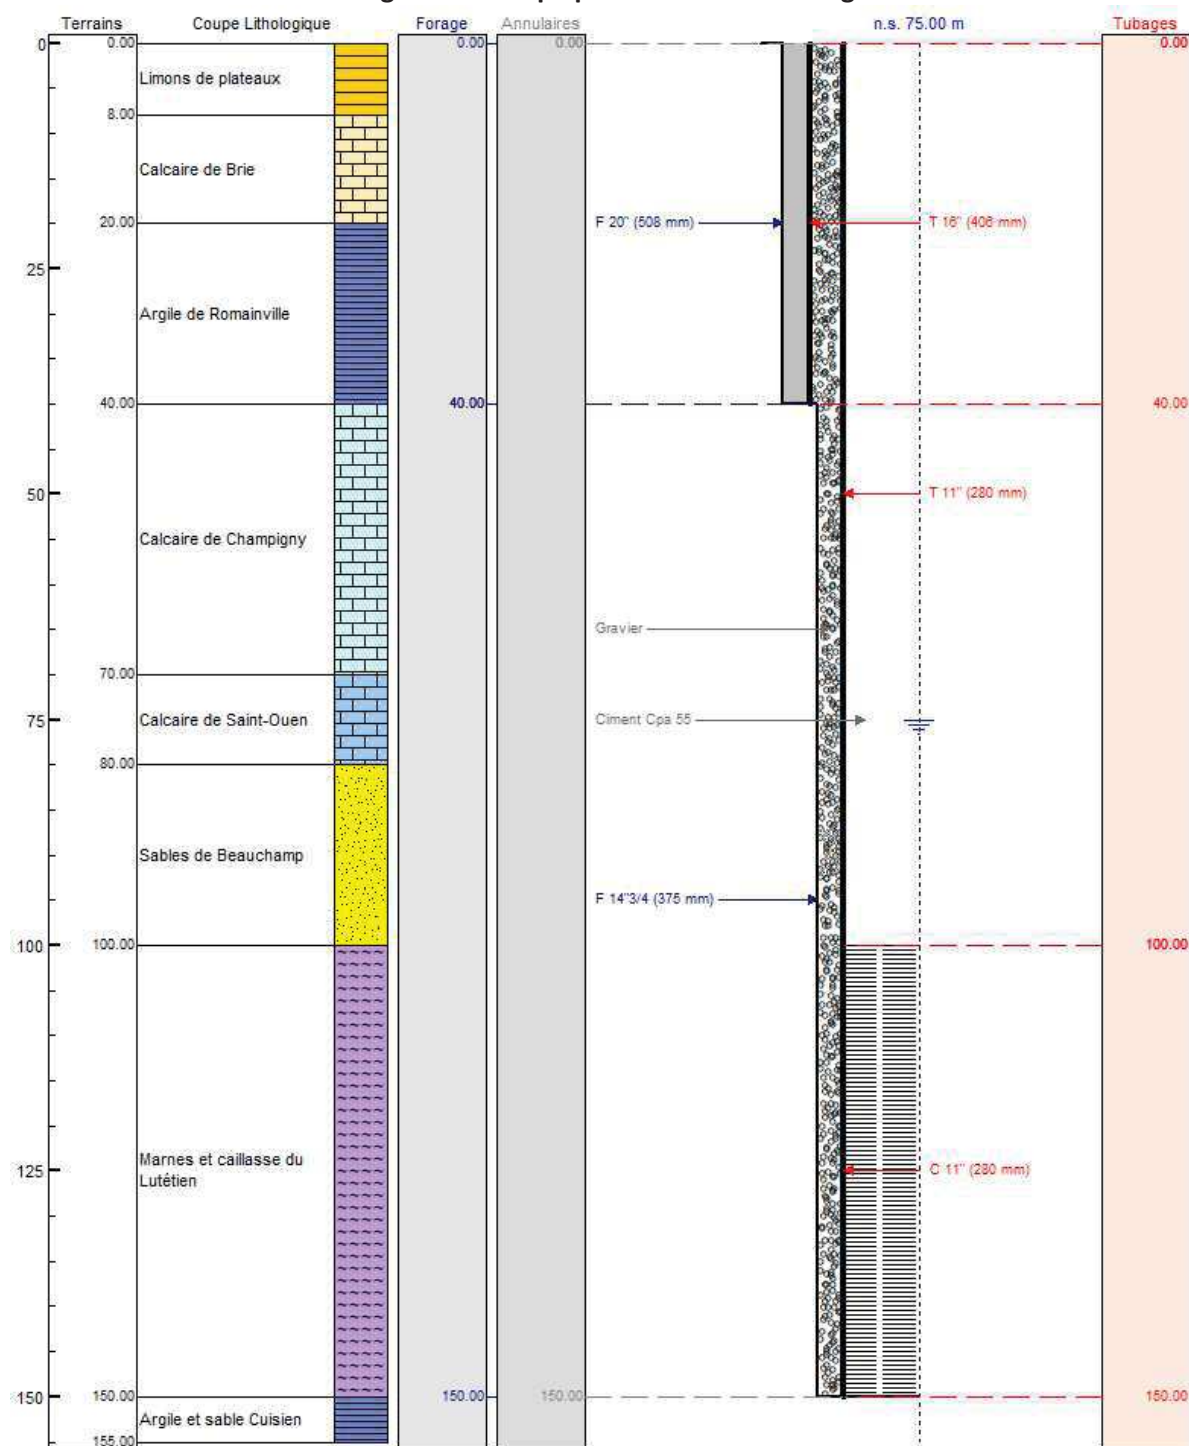 Terrains Coupe Lithologique Forage Annulaires n.s. 75.00 m Tubages
0 0.00 0.00 0.00 0.00
Limons de plateaux
8.00
Calcaire de Brie
20.00 F 20" (508 mm) T 16" (406 mm)
25
Argile de Romainville
40.00 40.00 40.00
50 T 11" (280 mm)
Calcaire de Champigny
Gravier
70.00
75 Calcaire de Saint-Ouen Ciment Cpa 55
80.00
Sables de Beauchamp
F 14"3/4 (375 mm)
100 100.00 100.00
Marnes et caillasse du
125 C 11" (280 mm)
Lutêtien
150 150.00 150.00 150.00 150.00
Argile et sable Cuisien
155.00